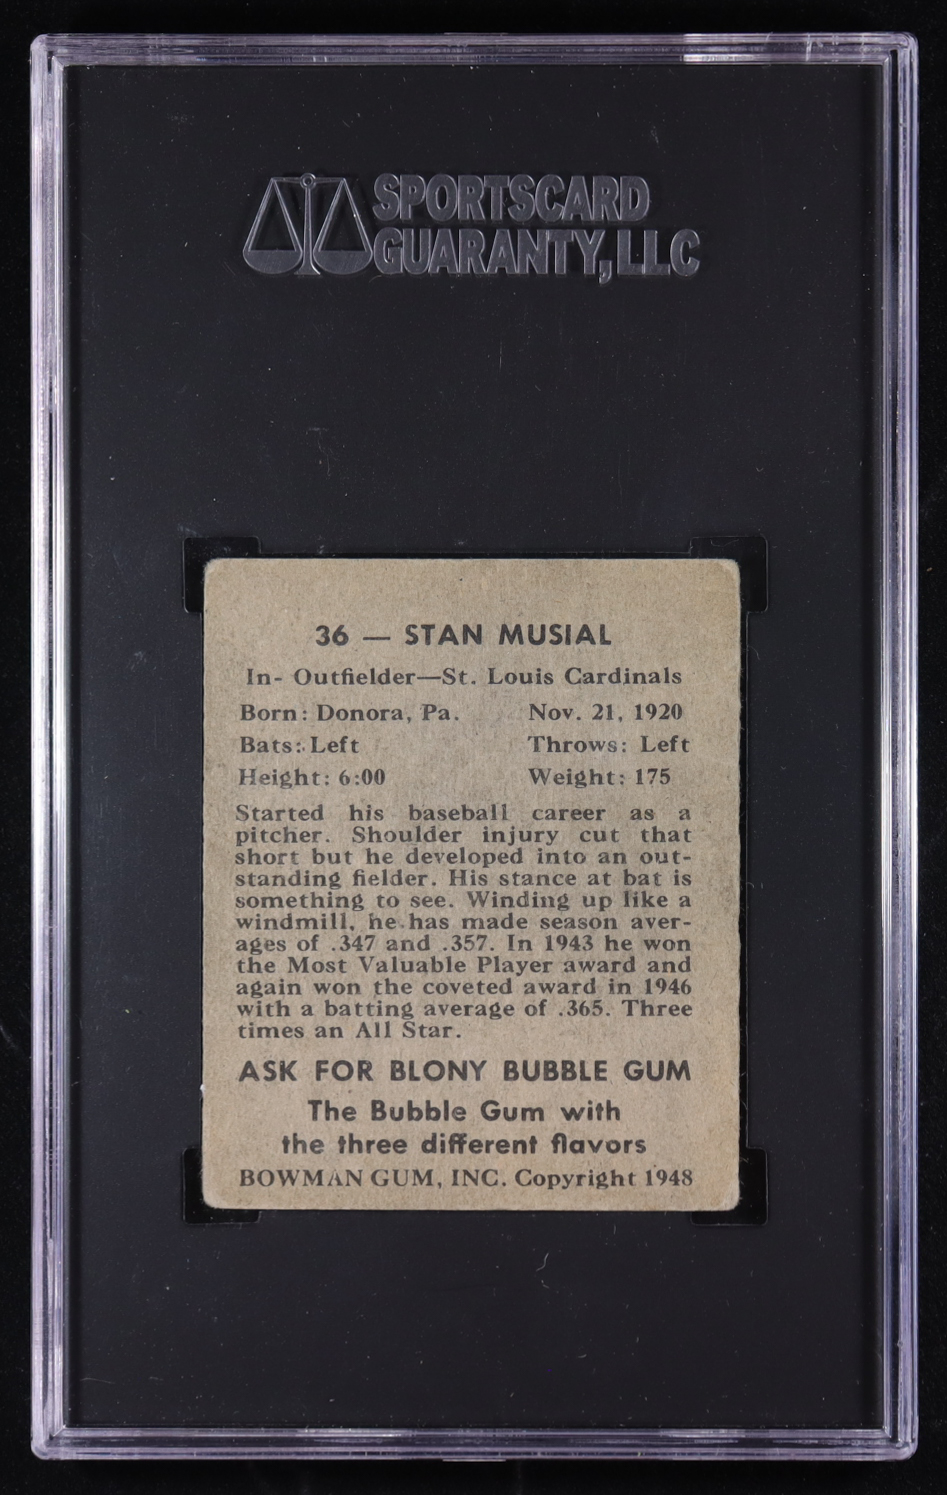 SPORTSCARD
GUARANTY, LLC
36 — STAN MUSIAL
In- Outfielder—St. Louis Cardinals
Born: Donora, Pa. Nov. 21, 1920
Bats: Left Throws: Left
Height: 6:00 Weight: 175
Started his baseball career as a
pitcher. Shoulder injury cut that
short but he developed into an out-
standing fielder. His stance at bat is
something to see. Winding up like a
windmill, he has made season aver-
ages of .347 and .357. In 1943 he won
the Most Valuable Player award and
again won the coveted award in 1946
with a batting average of .365. Three
times an All Star.
ASK FOR BLONY BUBBLE GUM
The Bubble Gum with
the three different flavors
BOWMAN GUM, INC. Copyright 1948